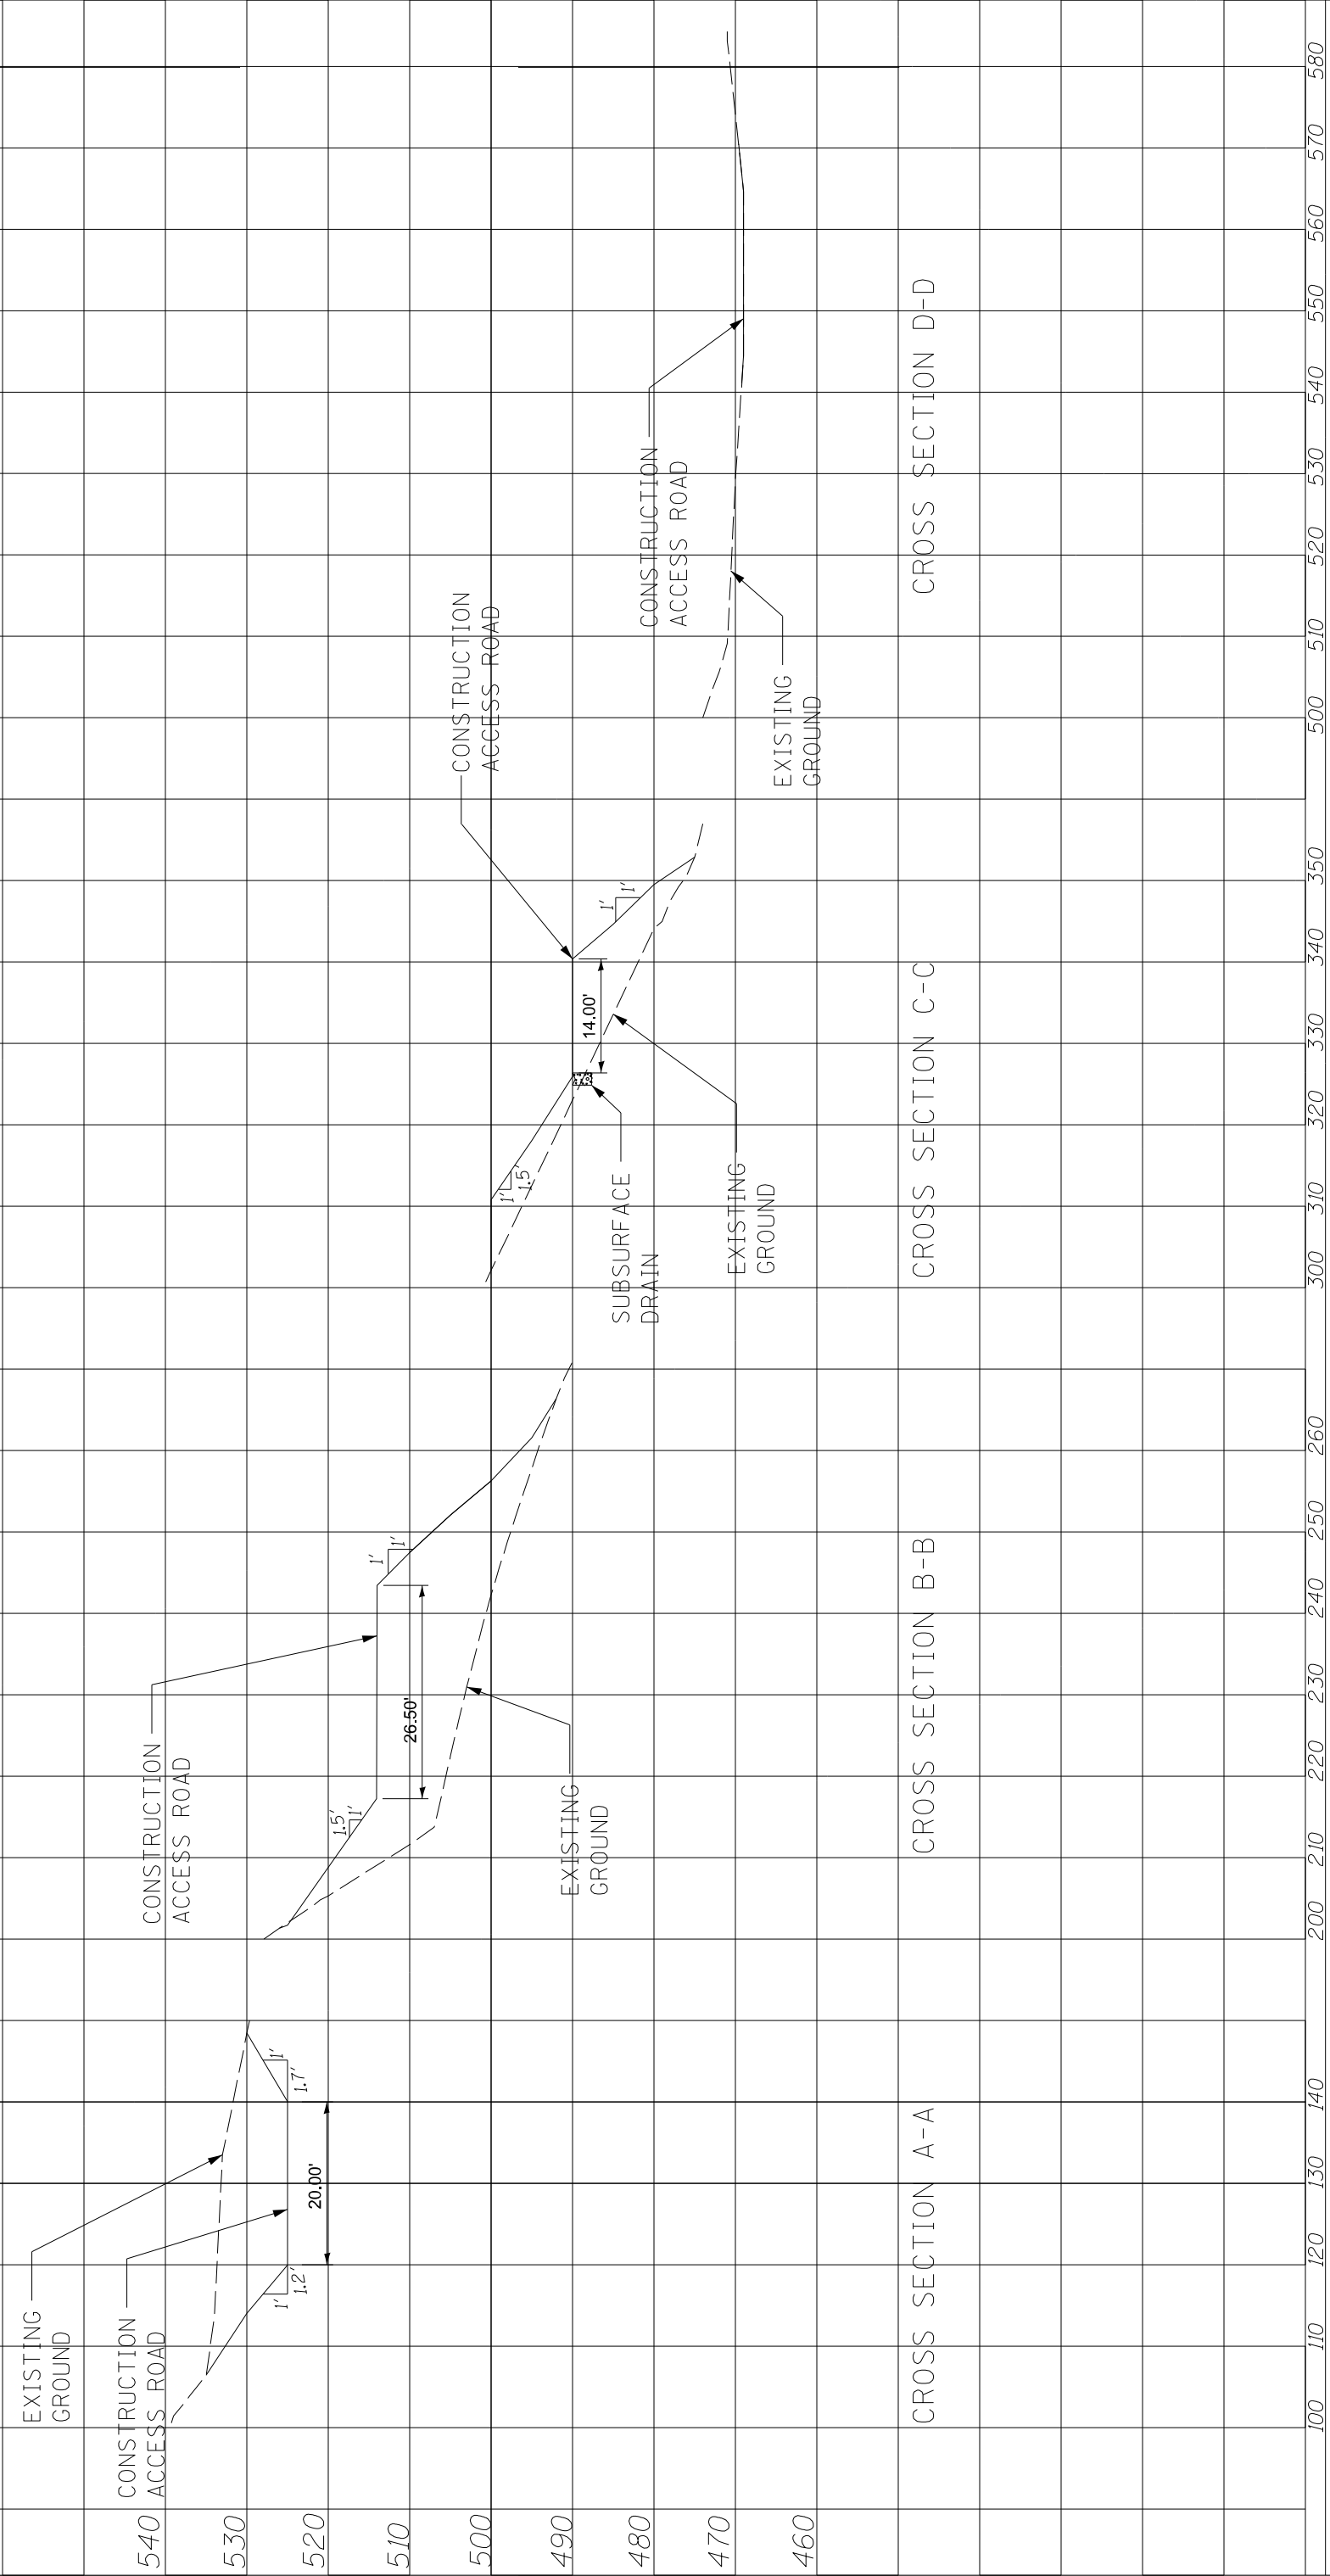 EXISTING
GROUND
CONSTRUCTION
ACCESS ROAD
1'
1.2'
20.00'
1'
1.7'
CROSS SECTION A-A
CONSTRUCTION
ACCESS ROAD
1.5'
1'
26.50'
1'
1'
EXISTING
GROUND
CROSS SECTION B-B
CONSTRUCTION
ACCESS ROAD
1'
1.5'
14.00'
1'
1'
SUBSURFACE
DRAIN
EXISTING
GROUND
CROSS SECTION C-C
CONSTRUCTION
ACCESS ROAD
EXISTING
GROUND
CROSS SECTION D-D
540
530
520
510
500
490
480
470
460
100 110 120 130 140 200 210 220 230 240 250 260 300 310 320 330 340 350 500 510 520 530 540 550 560 570 580